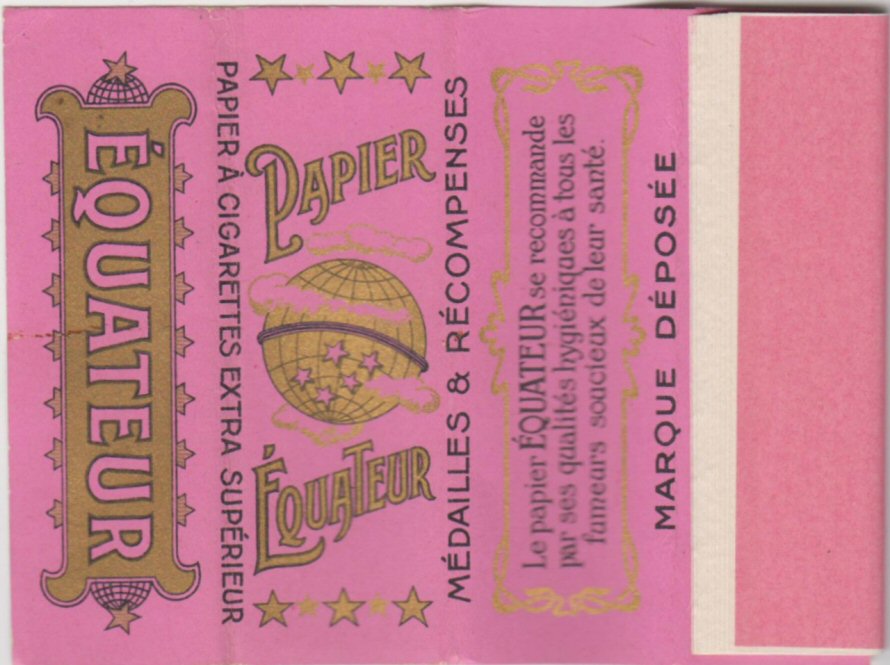 ÉQUATEUR
PAPIER À CIGARETTES EXTRA SUPÉRIEUR
PAPIER
ÉQUATEUR
MÉDAILLES & RÉCOMPENSES
Le papier ÉQUATEUR se recommande
par ses qualités hygiéniques à tous les
fumeurs soucieux de leur santé.
MARQUE DÉPOSÉE